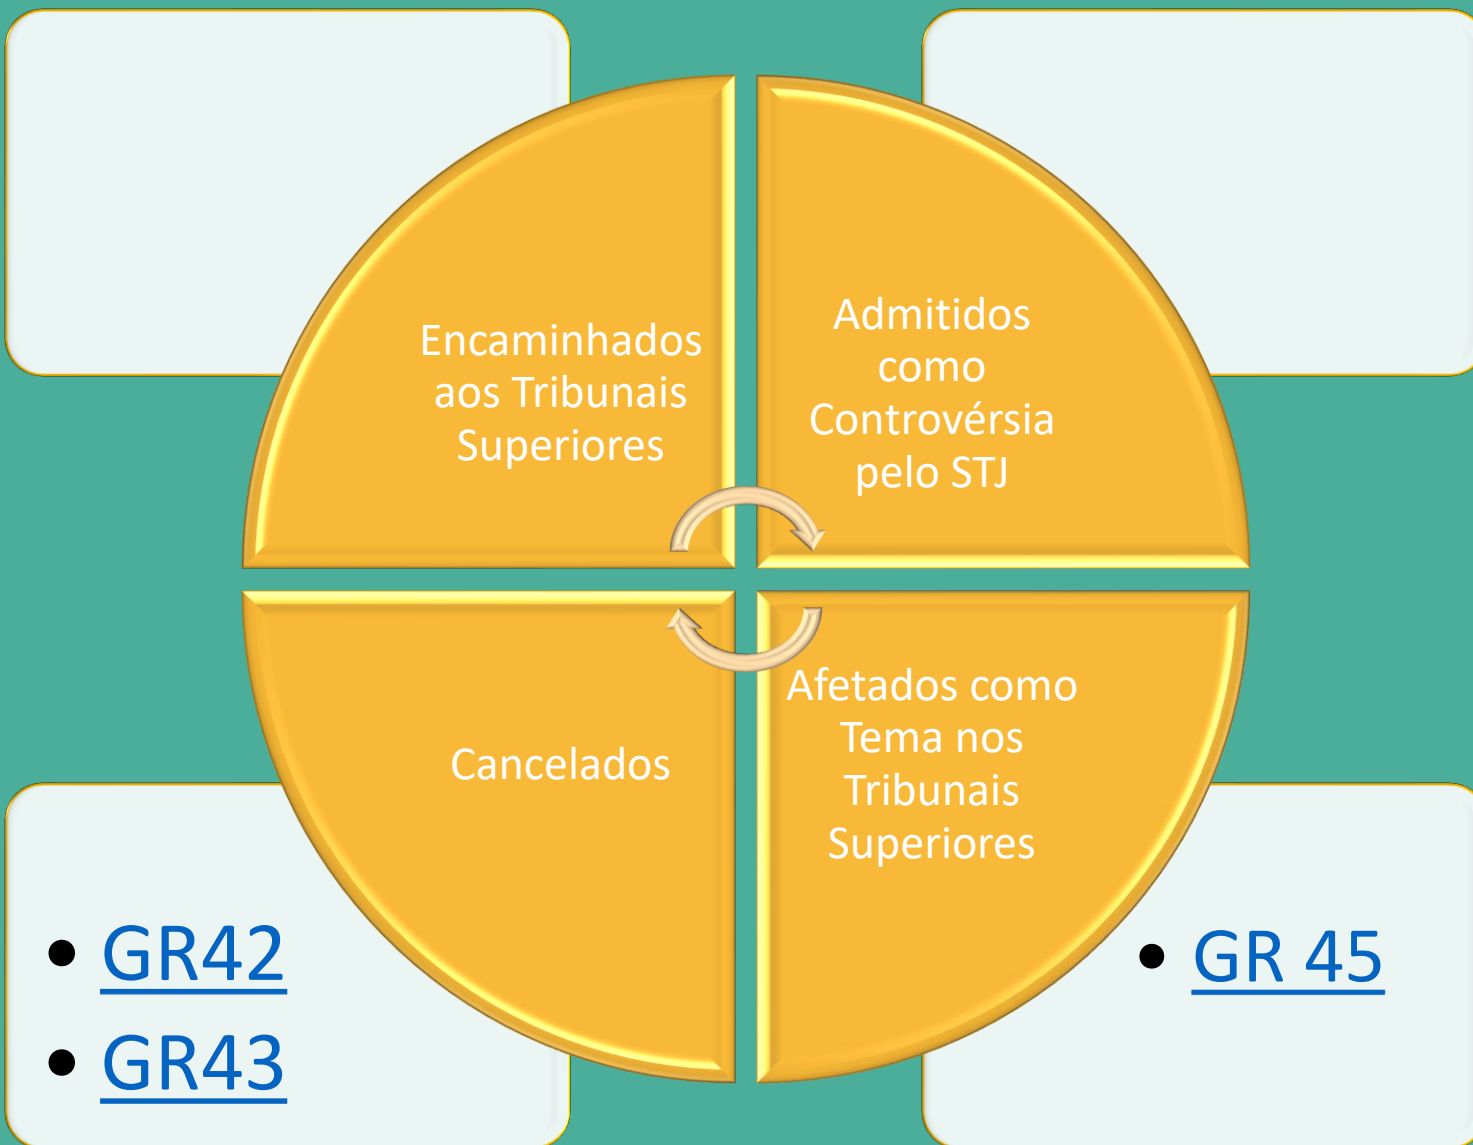 Encaminhados
aos Tribunais
Superiores
Admitidos
como
Controvérsia
pelo STJ
Cancelados
Afetados como
Tema nos
Tribunais
Superiores
• GR42
• GR43
• GR 45